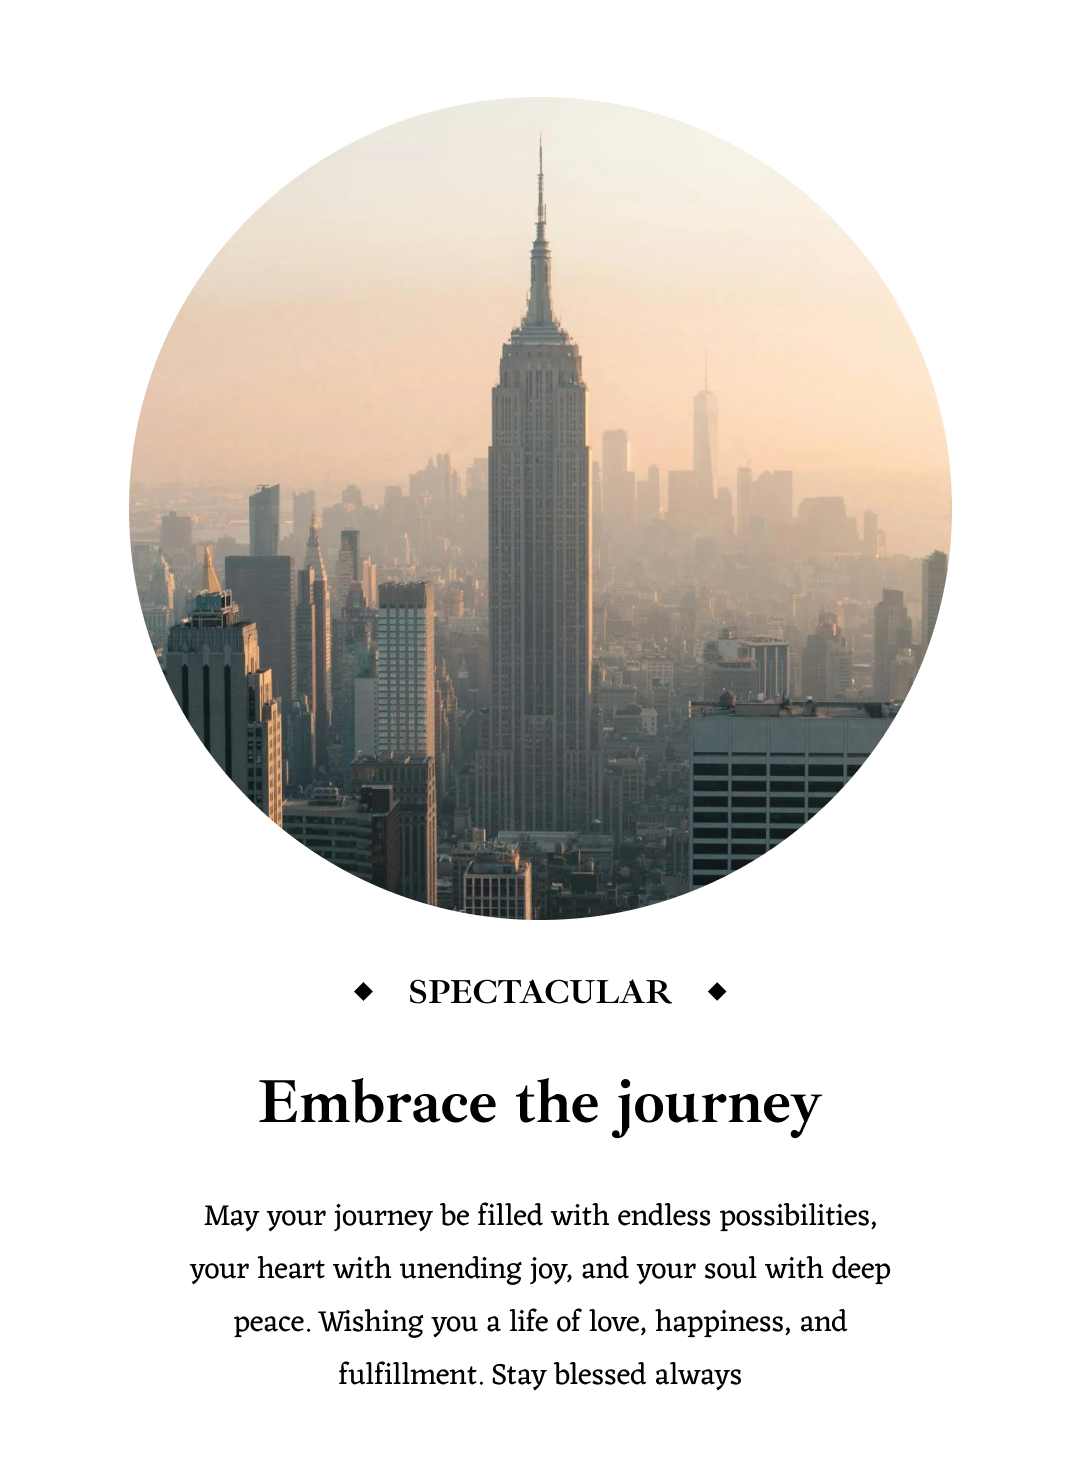 SPECTACULAR
Embrace the journey
May your journey be filled with endless possibilities,
your heart with unending joy, and your soul with deep
peace. Wishing you a life of love, happiness, and
fulfillment. Stay blessed always